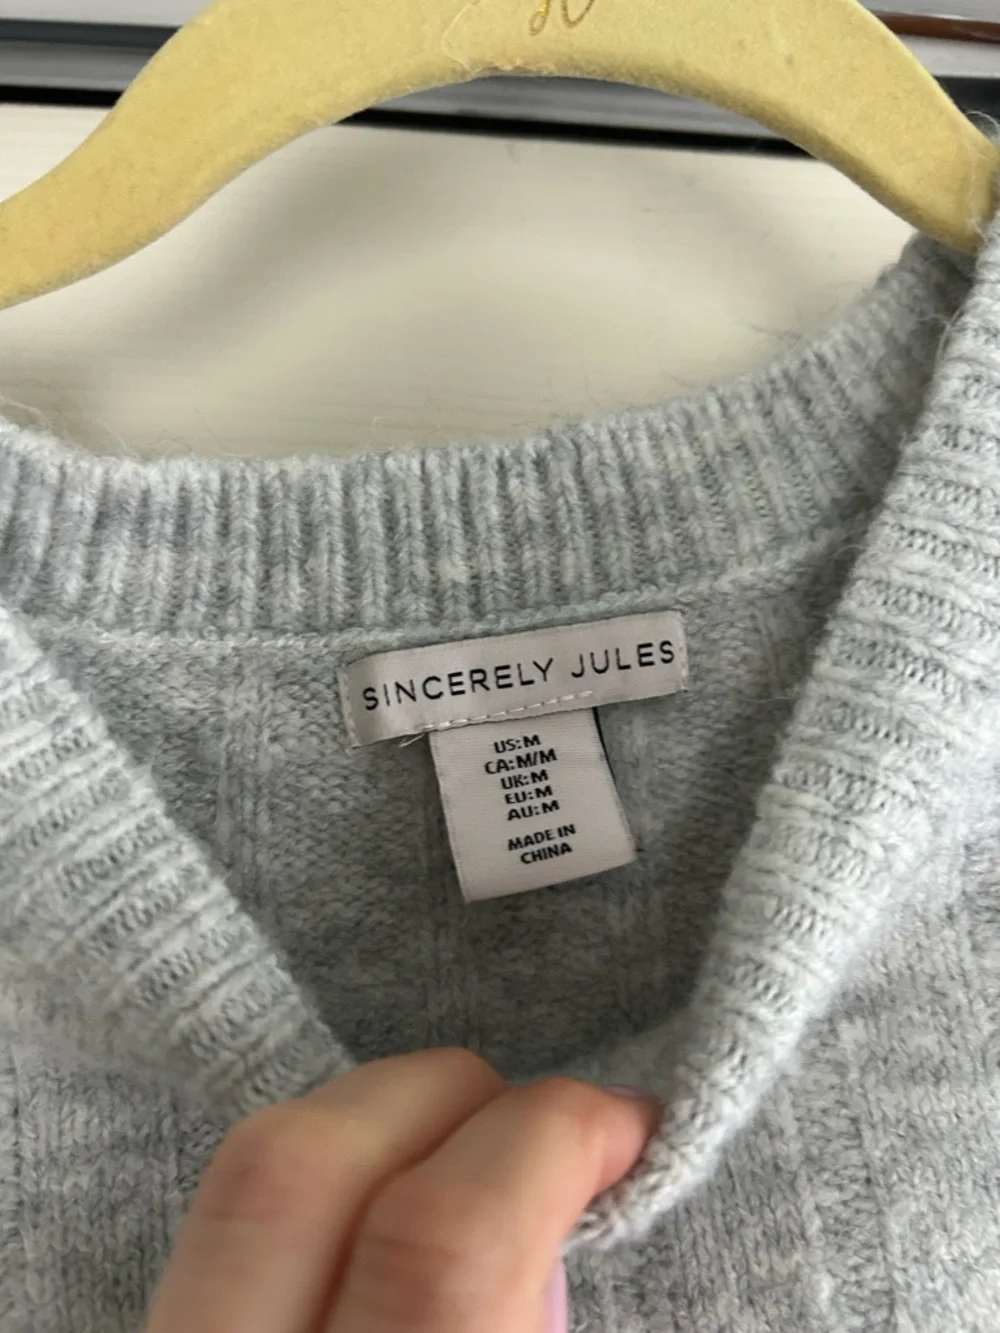 SINCERELY JULES
US:M
CA:M/M
UK:M
EU:M
AU:M
MADE IN
CHINA